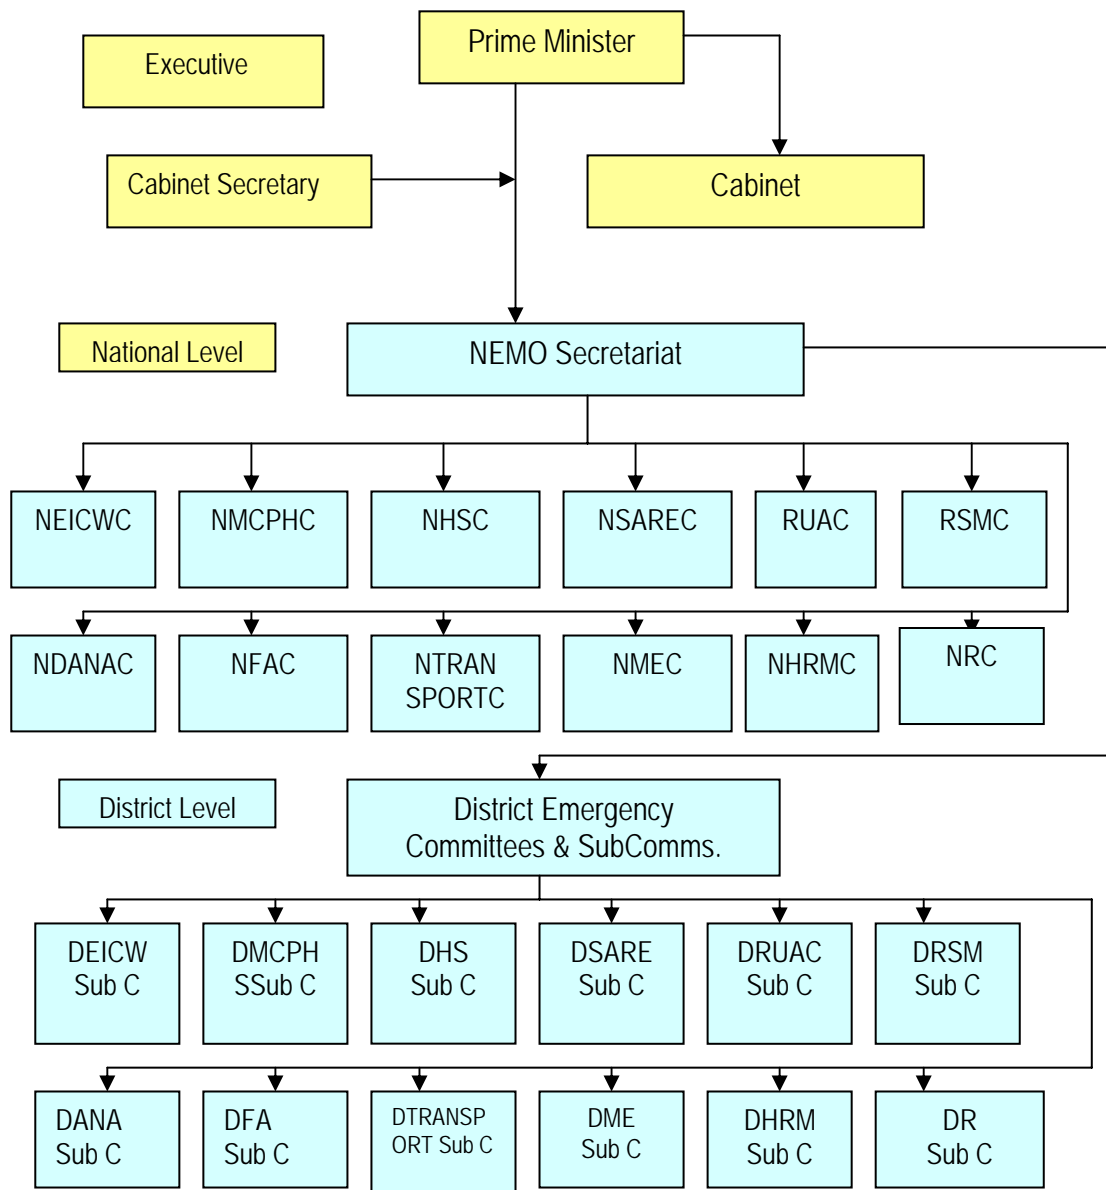 Prime Minister
Executive
Cabinet Secretary
Cabinet
National Level
NEMO Secretariat
NEICWC
NMCPHC
NHSC
NSAREC
RUAC
RSMC
NDANAC
NFAC
NTRAN
SPORTC
NMEC
NHRMC
NRC
District Level
District Emergency
Committees & SubComms.
DEICW
Sub C
DMCPH
SSub C
DHS
Sub C
DSARE
Sub C
DRUAC
Sub C
DRSM
Sub C
DANA
Sub C
DFA
Sub C
DTRANSP
ORT Sub C
DME
Sub C
DHRM
Sub C
DR
Sub C